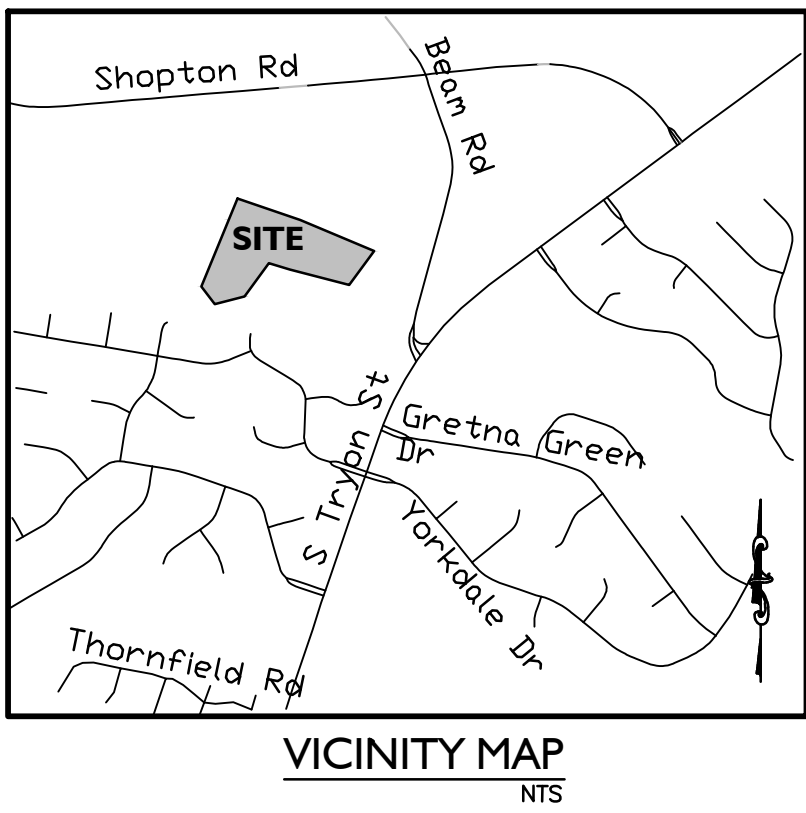 Shopton Rd
Beam Rd
SITE
S Tryon St
Gretna Green
Dr
Yorkdale Dr
Thornfield Rd
VICINITY MAP
NTS